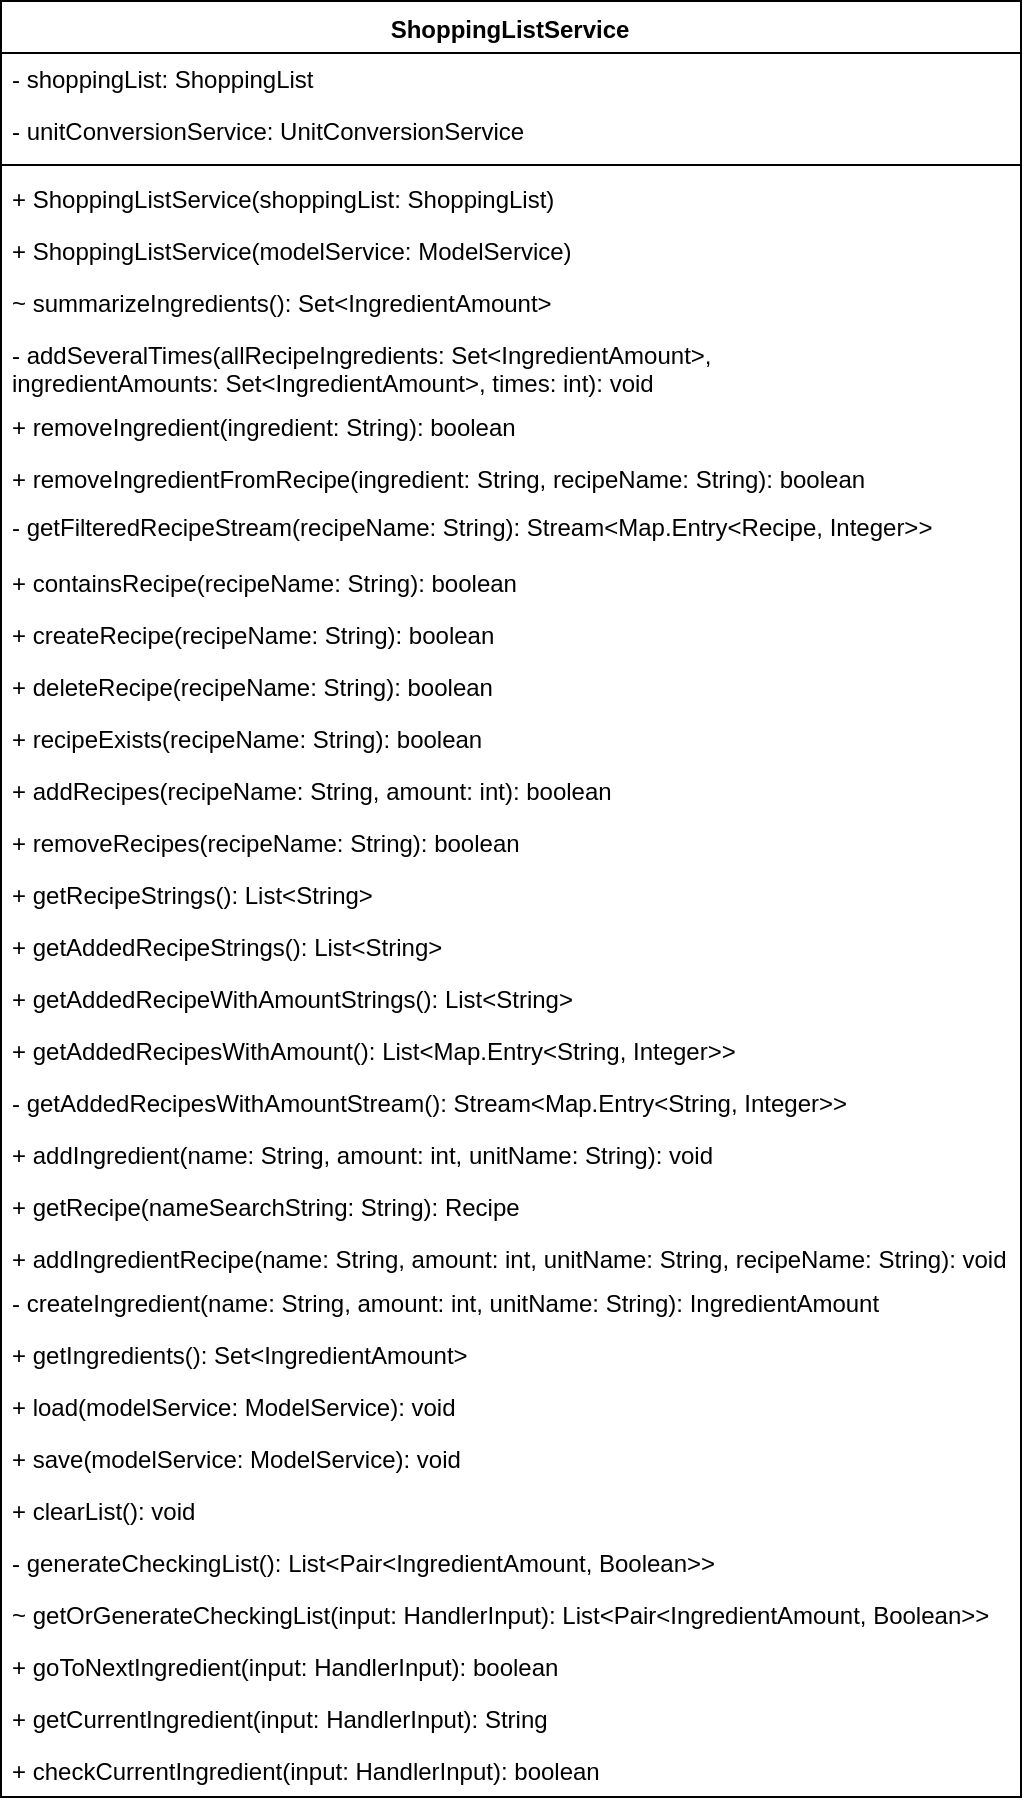 ShoppingListService
- shoppingList: ShoppingList
- unitConversionService: UnitConversionService
+ ShoppingListService(shoppingList: ShoppingList)
+ ShoppingListService(modelService: ModelService)
~ summarizeIngredients(): Set<IngredientAmount>
- addSeveralTimes(allRecipeIngredients: Set<IngredientAmount>,
ingredientAmounts: Set<IngredientAmount>, times: int): void
+ removeIngredient(ingredient: String): boolean
+ removeIngredientFromRecipe(ingredient: String, recipeName: String): boolean
- getFilteredRecipeStream(recipeName: String): Stream<Map.Entry<Recipe, Integer>>
+ containsRecipe(recipeName: String): boolean
+ createRecipe(recipeName: String): boolean
+ deleteRecipe(recipeName: String): boolean
+ recipeExists(recipeName: String): boolean
+ addRecipes(recipeName: String, amount: int): boolean
+ removeRecipes(recipeName: String): boolean
+ getRecipeStrings(): List<String>
+ getAddedRecipeStrings(): List<String>
+ getAddedRecipeWithAmountStrings(): List<String>
+ getAddedRecipesWithAmount(): List<Map.Entry<String, Integer>>
- getAddedRecipesWithAmountStream(): Stream<Map.Entry<String, Integer>>
+ addIngredient(name: String, amount: int, unitName: String): void
+ getRecipe(nameSearchString: String): Recipe
+ addIngredientRecipe(name: String, amount: int, unitName: String, recipeName: String): void
- createIngredient(name: String, amount: int, unitName: String): IngredientAmount
+ getIngredients(): Set<IngredientAmount>
+ load(modelService: ModelService): void
+ save(modelService: ModelService): void
+ clearList(): void
- generateCheckingList(): List<Pair<IngredientAmount, Boolean>>
~ getOrGenerateCheckingList(input: HandlerInput): List<Pair<IngredientAmount, Boolean>>
+ goToNextIngredient(input: HandlerInput): boolean
+ getCurrentIngredient(input: HandlerInput): String
+ checkCurrentIngredient(input: HandlerInput): boolean